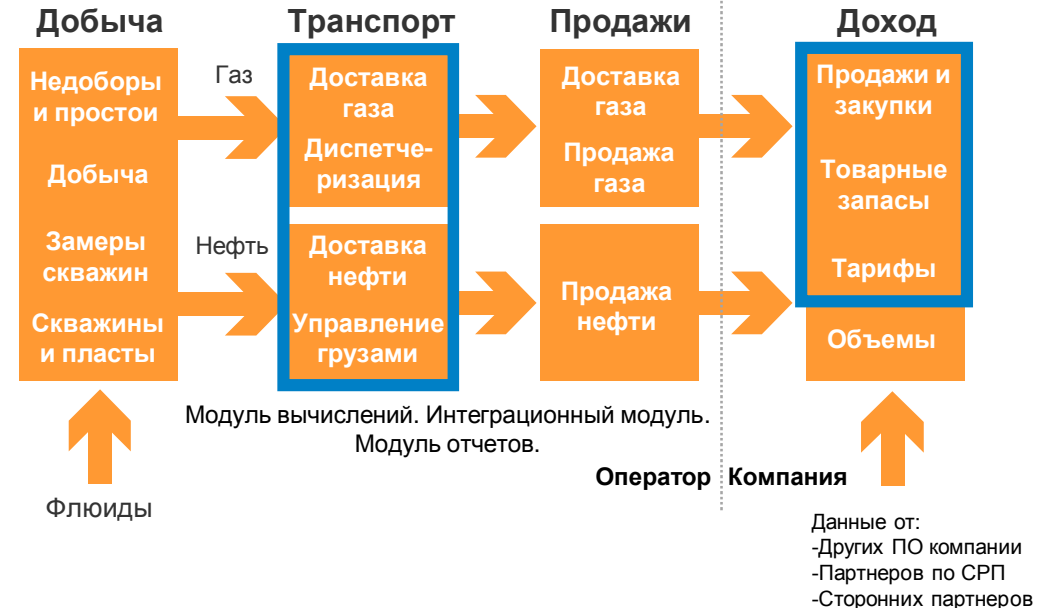 Добыча
Транспорт
Продажи
Доход
Недоборы
и простои
Добыча
Замеры
скважин
Скважины
и пласты
Газ
Нефть
Доставка
газа
Диспетче-
ризация
Доставка
нефти
Управление
грузами
Доставка
газа
Продажа
газа
Продажа
нефти
Продажи и
закупки
Товарные
запасы
Тарифы
Объемы
Модуль вычислений. Интеграционный модуль.
Модуль отчетов.
Оператор
Компания
Флюиды
Данные от:
-Других ПО компании
-Партнеров по СРП
-Сторонних партнеров